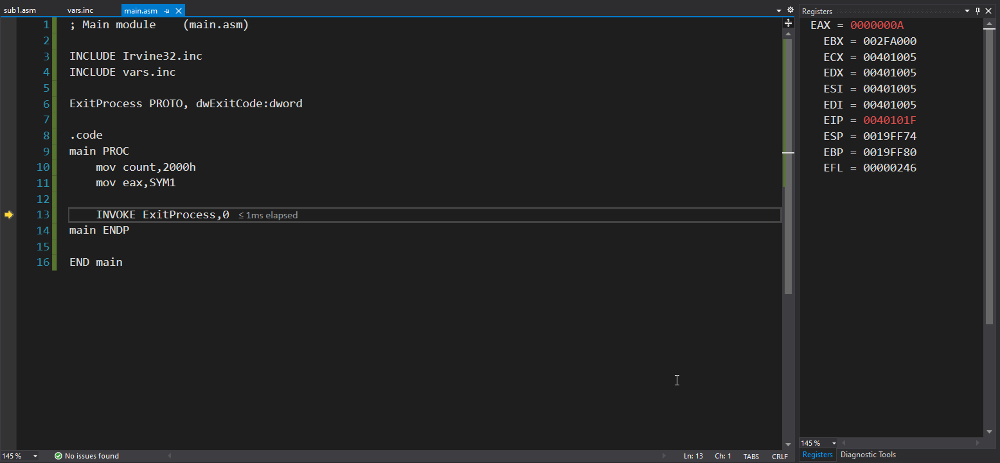 sub1.asm vars.inc main.asm
1 ; Main module    (main.asm)
2
3 INCLUDE Irvine32.inc
4 INCLUDE vars.inc
5
6 ExitProcess PROTO, dwExitCode:dword
7
8 .code
9 main PROC
10     mov count,2000h
11     mov eax,SYM1
12
13     INVOKE ExitProcess,0 ≤ 1ms elapsed
14 main ENDP
15
16 END main
145 % No issues found Ln: 13 Ch: 1 TABS CRLF
Registers
EAX = 0000000A
EBX = 002FA000
ECX = 00401005
EDX = 00401005
ESI = 00401005
EDI = 00401005
EIP = 0040101F
ESP = 0019FF74
EBP = 0019FF80
EFL = 00000246
145 %
Registers Diagnostic Tools